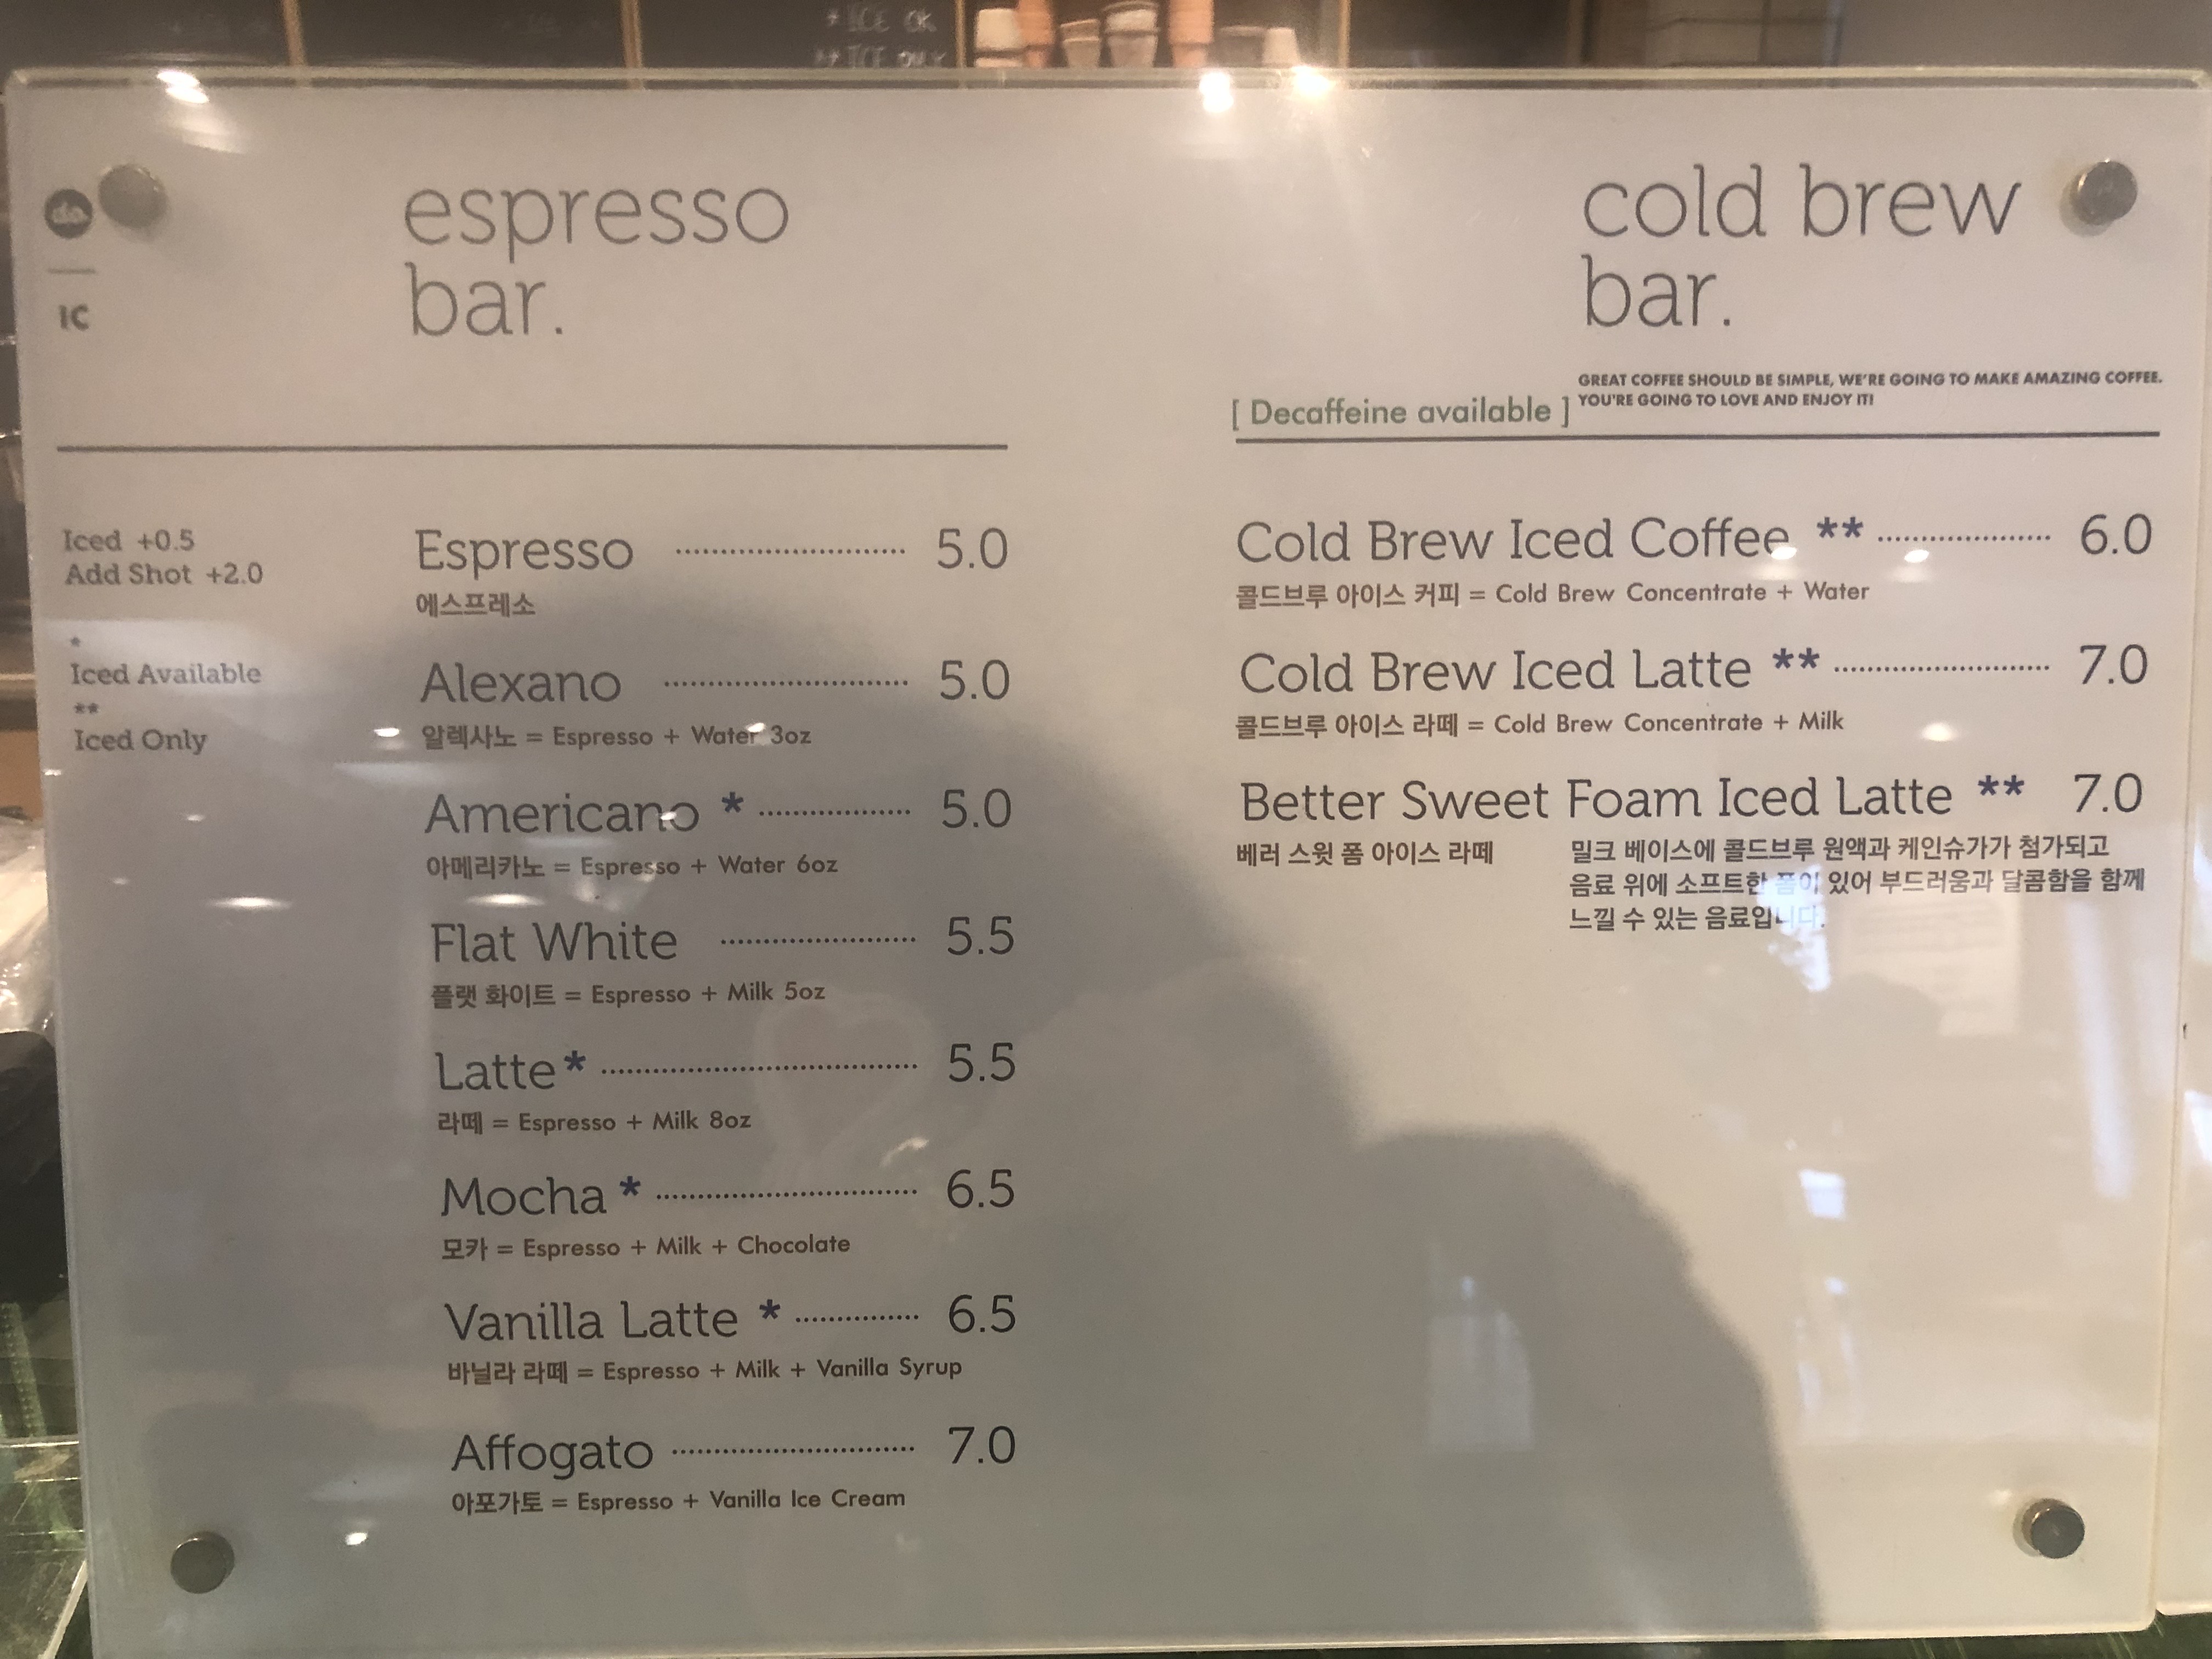 * ICE OK
** ICE ONLY
do.
1C
espresso
bar.
Iced +0.5
Add Shot +2.0
*
Iced Available
**
Iced Only
Espresso 5.0
에스프레소
Alexano 5.0
알렉사노 = Espresso + Water 3oz
Americano * 5.0
아메리카노 = Espresso + Water 6oz
Flat White 5.5
플랫 화이트 = Espresso + Milk 5oz
Latte * 5.5
라떼 = Espresso + Milk 8oz
Mocha * 6.5
모카 = Espresso + Milk + Chocolate
Vanilla Latte * 6.5
바닐라 라떼 = Espresso + Milk + Vanilla Syrup
Affogato 7.0
아포가토 = Espresso + Vanilla Ice Cream
cold brew
bar.
GREAT COFFEE SHOULD BE SIMPLE, WE'RE GOING TO MAKE AMAZING COFFEE.
YOU'RE GOING TO LOVE AND ENJOY IT!
[ Decaffeine available ]
Cold Brew Iced Coffee ** 6.0
콜드브루 아이스 커피 = Cold Brew Concentrate + Water
Cold Brew Iced Latte ** 7.0
콜드브루 아이스 라떼 = Cold Brew Concentrate + Milk
Better Sweet Foam Iced Latte ** 7.0
베러 스윗 폼 아이스 라떼
밀크 베이스에 콜드브루 원액과 케인슈가가 첨가되고
음료 위에 소프트한 폼이 있어 부드러움과 달콤함을 함께
느낄 수 있는 음료입니다.